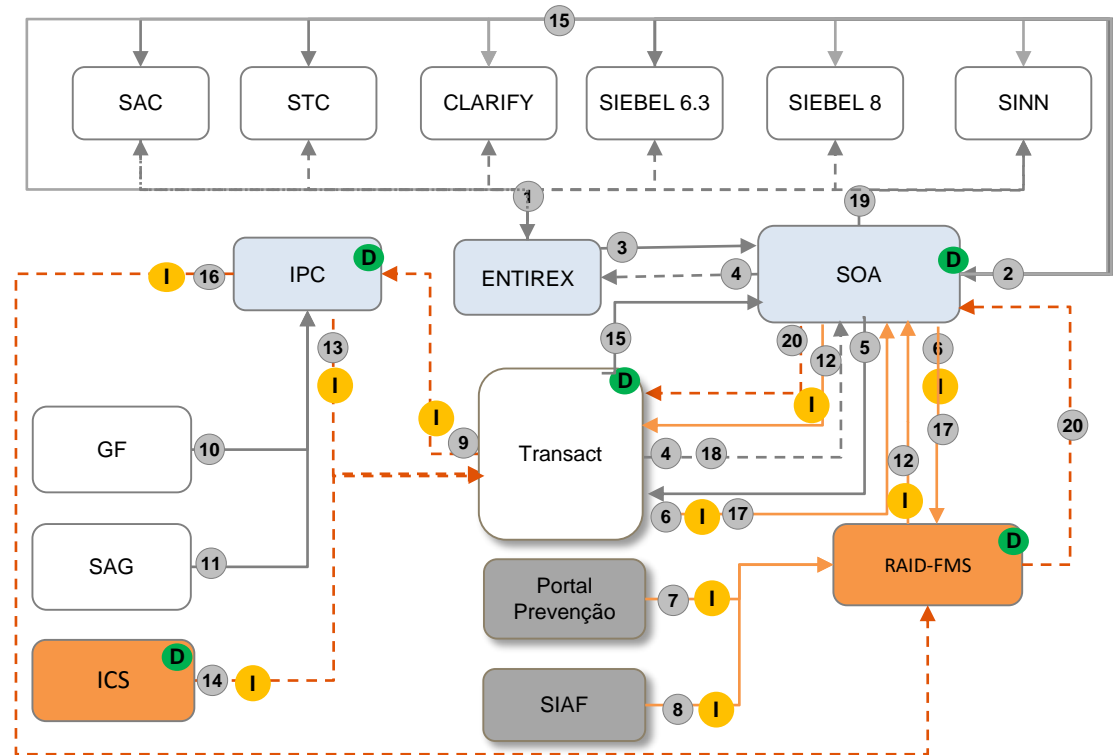 15
SAC
STC
CLARIFY
SIEBEL 6.3
SIEBEL 8
SINN
1
19
3
D
D
I
16
IPC
ENTIREX
4
SOA
2
15
20
12
5
6
13
I
D
I
I
I
9
17
20
GF
10
Transact
4
18
12
6
I
17
I
SAG
11
D
RAID-FMS
Portal
Prevenção
7
I
D
ICS
14
I
SIAF
8
I